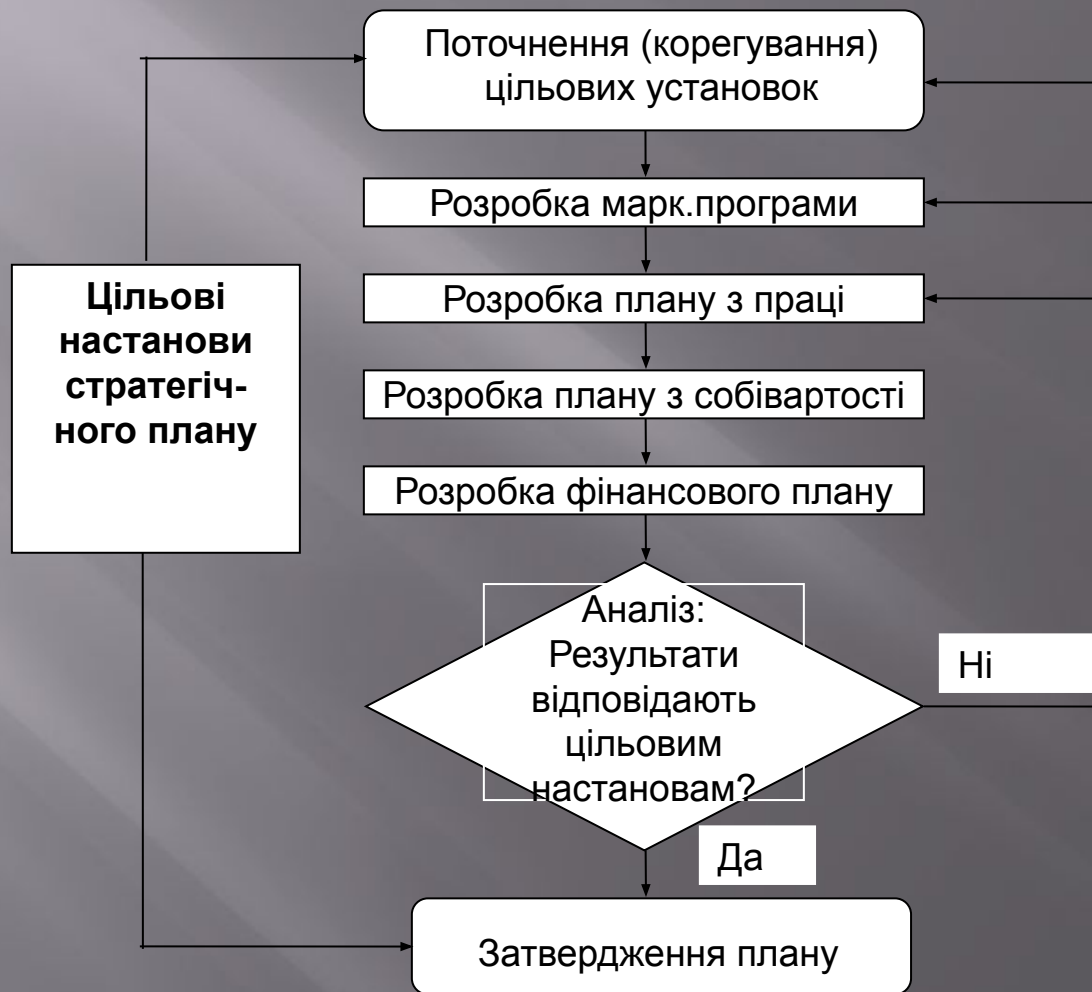 Поточнення (корегування)
цільових установок
Розробка марк.програми
Цільові
настанови
стратегіч-
ного плану
Розробка плану з праці
Розробка плану з собівартості
Розробка фінансового плану
Аналіз:
Результати
відповідають
цільовим
настановам?
Ні
Да
Затвердження плану